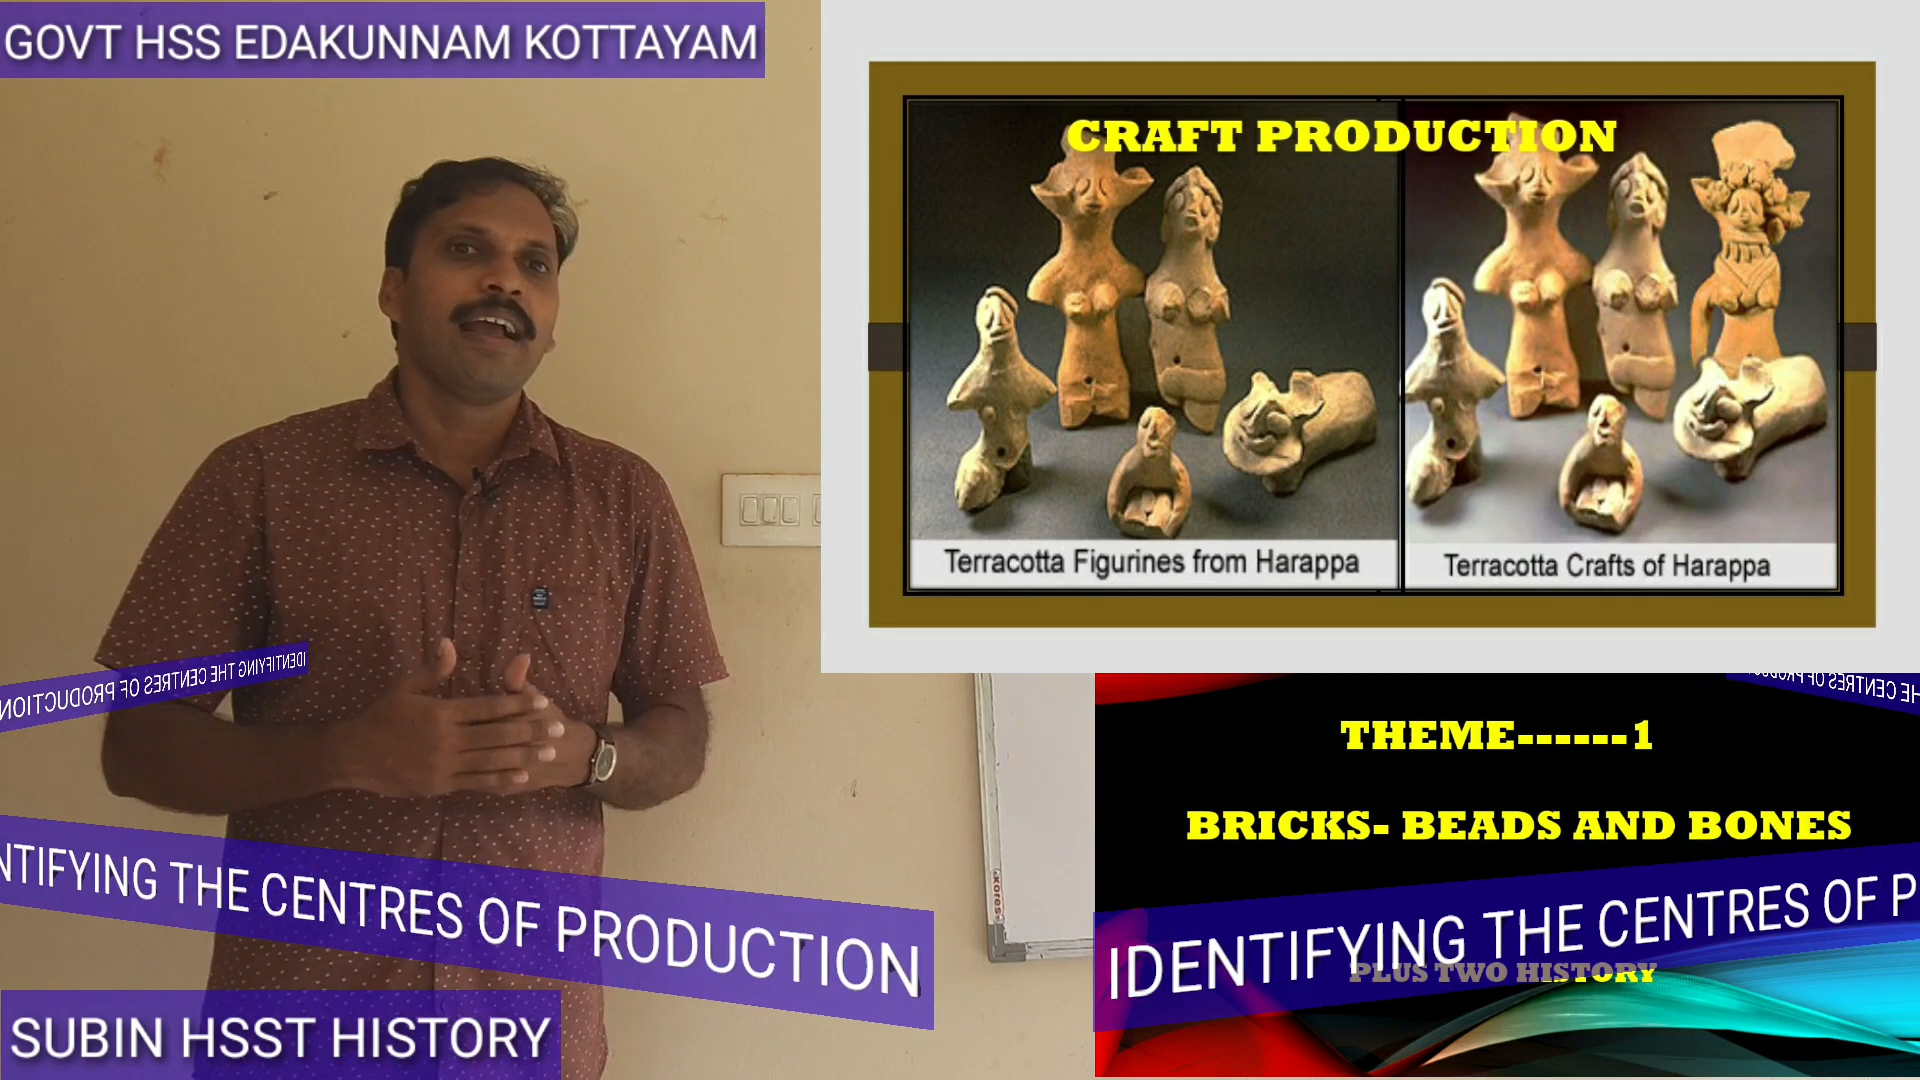 GOVT HSS EDAKUNNAM KOTTAYAM
CRAFT PRODUCTION
Terracotta Figurines from Harappa
Terracotta Crafts of Harappa
IDENTIFYING THE CENTRES OF PRODUCTION
THEME------1
BRICKS- BEADS AND BONES
NTIFYING THE CENTRES OF PRODUCTION
IDENTIFYING THE CENTRES OF P
PLUS TWO HISTORY
SUBIN HSST HISTORY
Kores